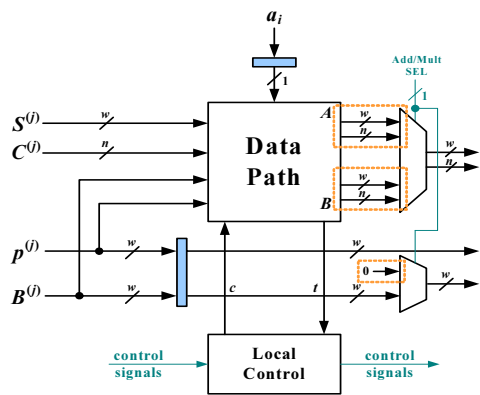 a_i
Add/Mult
SEL
1
1
S^(j)
w
A
w
n
C^(j)
n
Data
Path
w
n
w
n
B
p^(j)
w
w
0
B^(j)
w
c
t
w
w
control
signals
Local
Control
control
signals